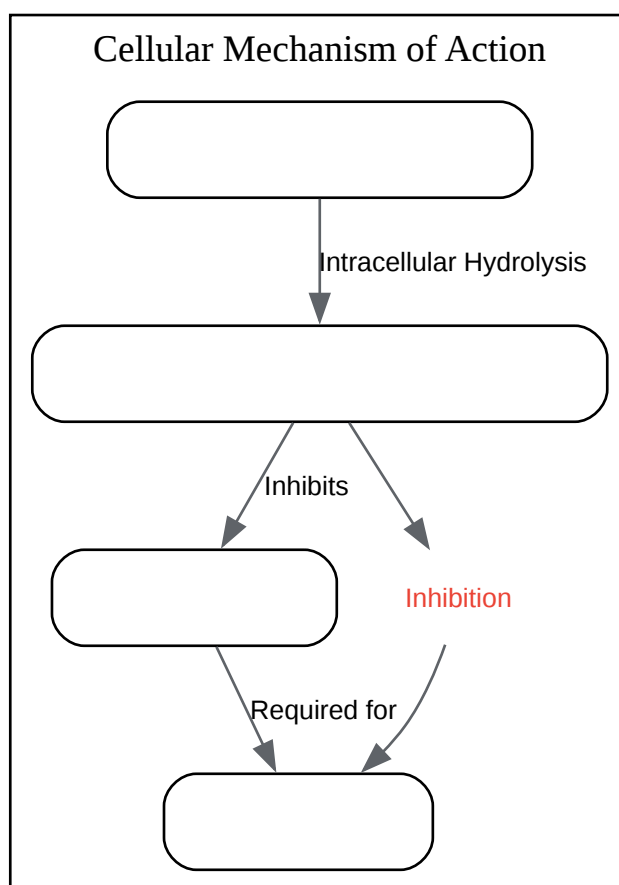 Cellular Mechanism of Action
Intracellular Hydrolysis
Inhibits
Inhibition
Required for